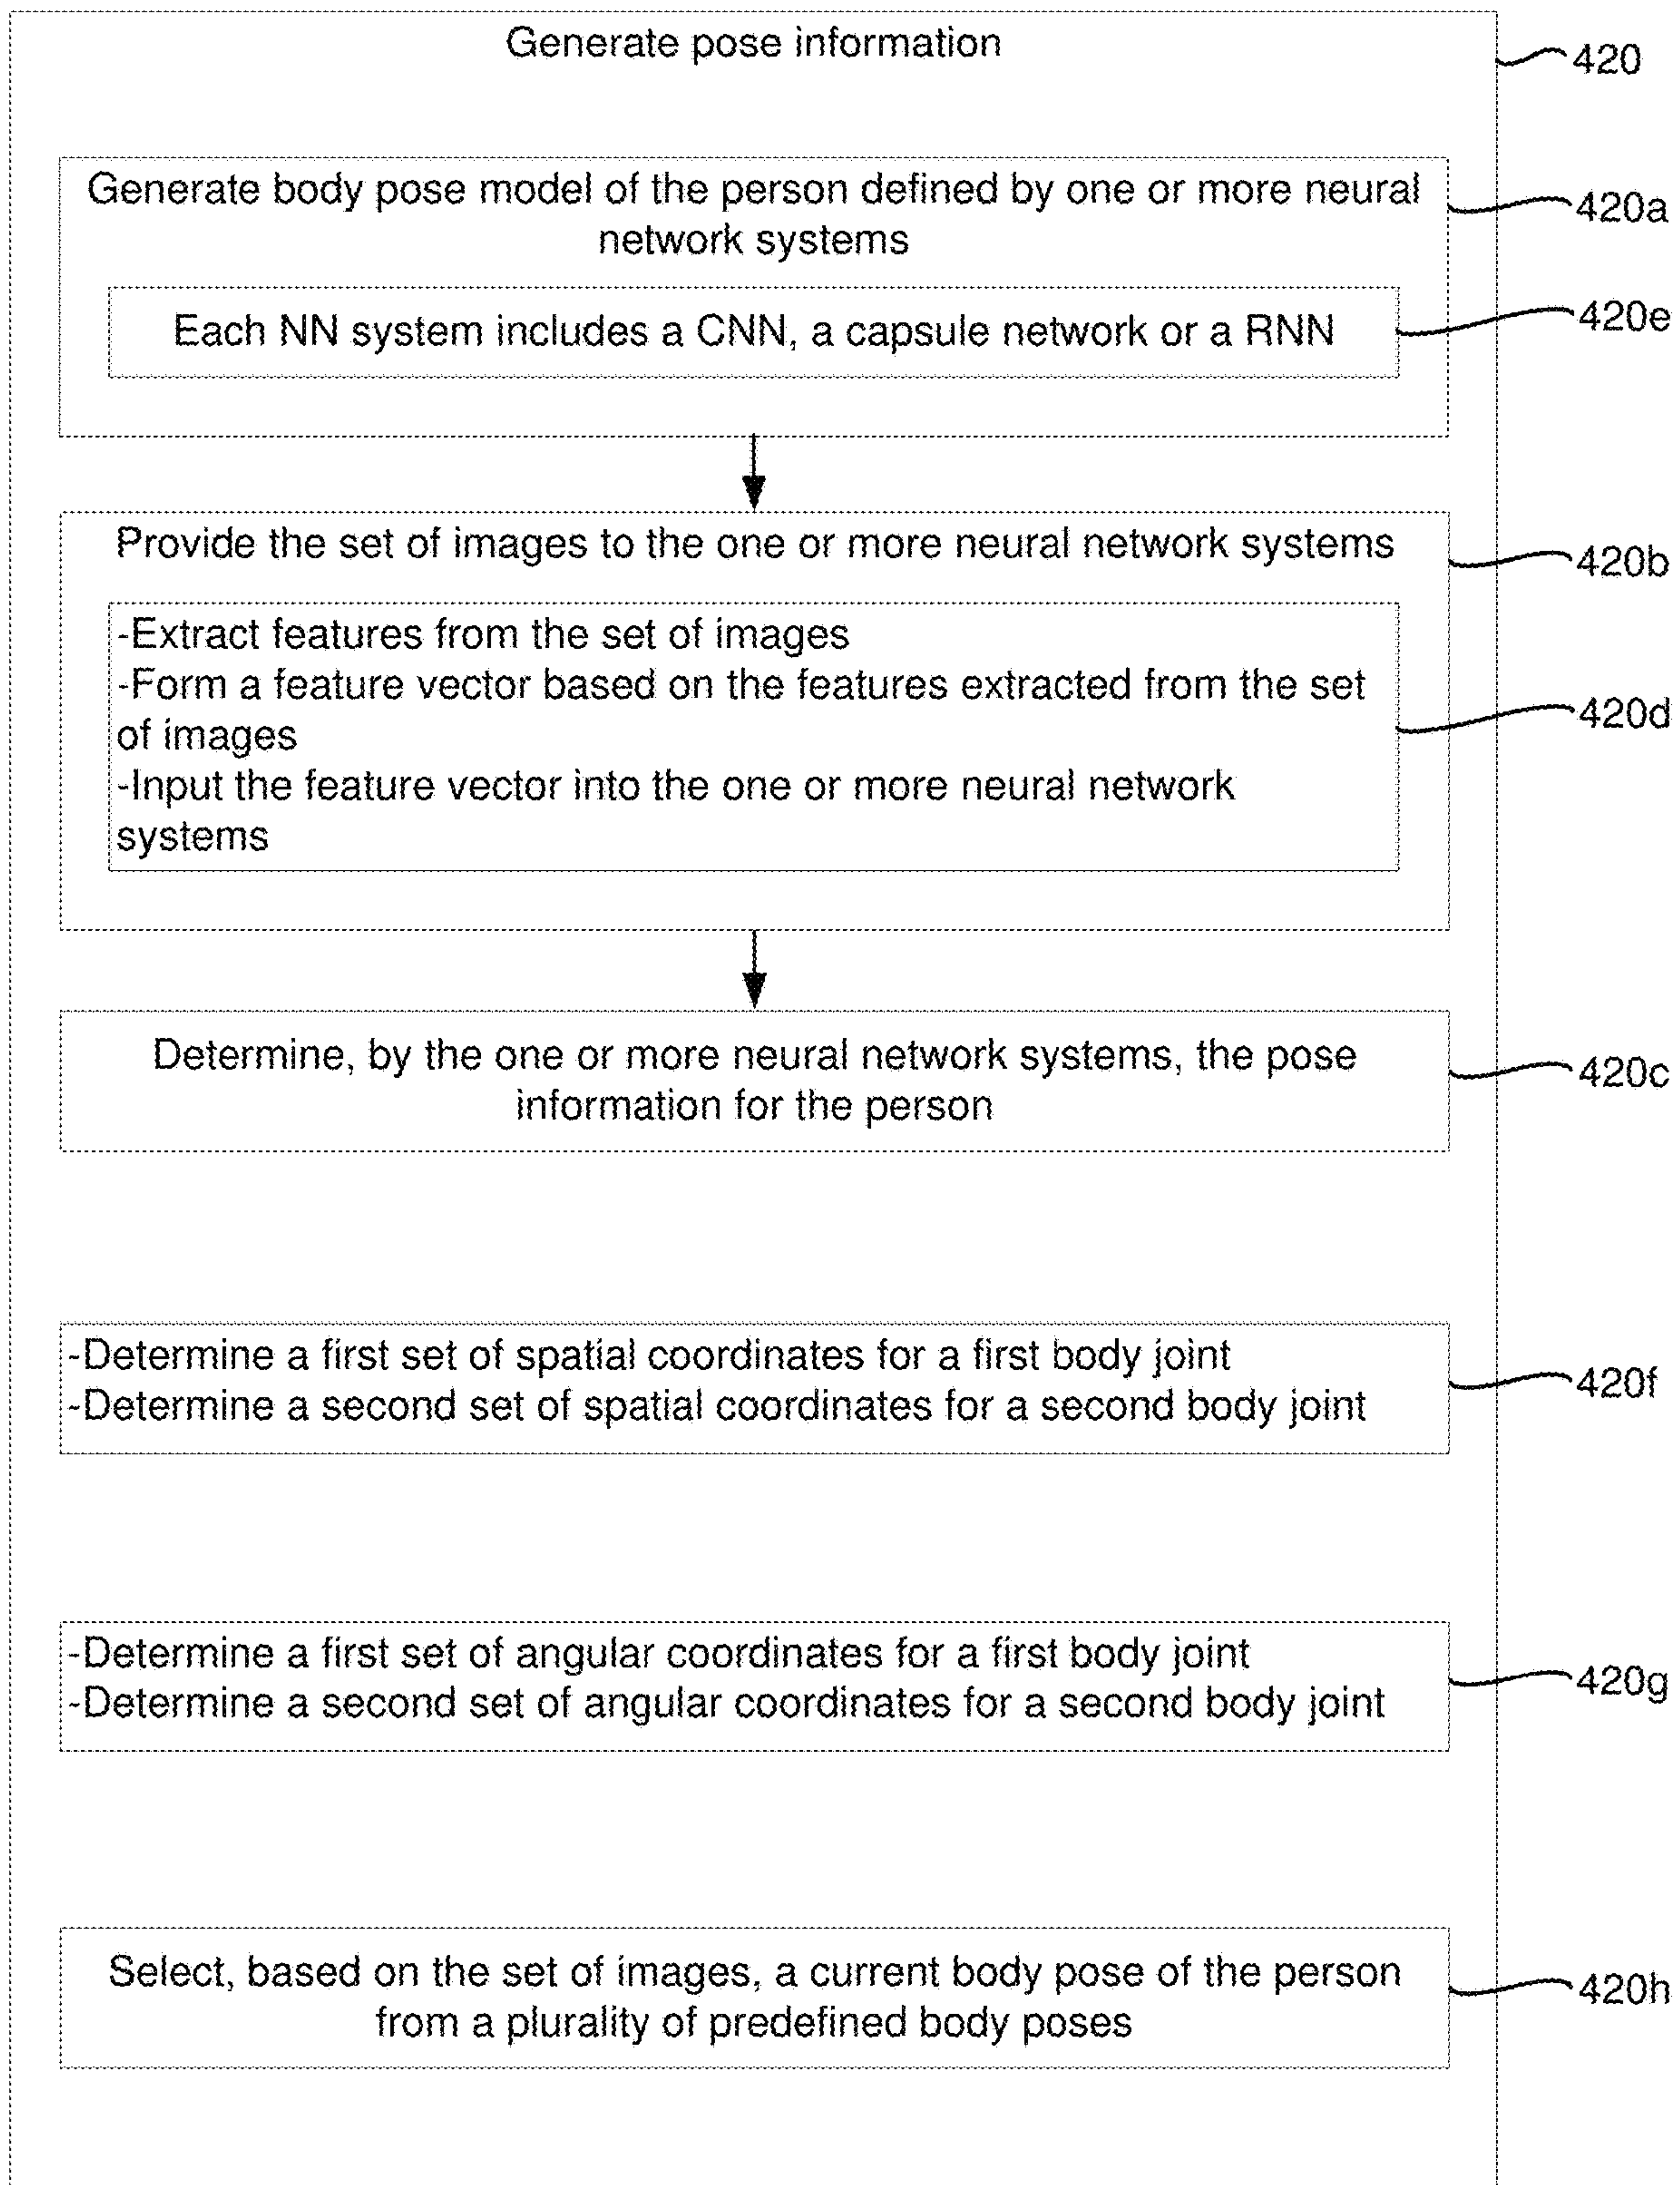 Generate pose information
420
Generate body pose model of the person defined by one or more neural
network systems
420a
Each NN system includes a CNN, a capsule network or a RNN
420e
Provide the set of images to the one or more neural network systems
420b
-Extract features from the set of images
-Form a feature vector based on the features extracted from the set
of images
-Input the feature vector into the one or more neural network
systems
420d
Determine, by the one or more neural network systems, the pose
information for the person
420c
-Determine a first set of spatial coordinates for a first body joint
-Determine a second set of spatial coordinates for a second body joint
420f
-Determine a first set of angular coordinates for a first body joint
-Determine a second set of angular coordinates for a second body joint
420g
Select, based on the set of images, a current body pose of the person
from a plurality of predefined body poses
420h